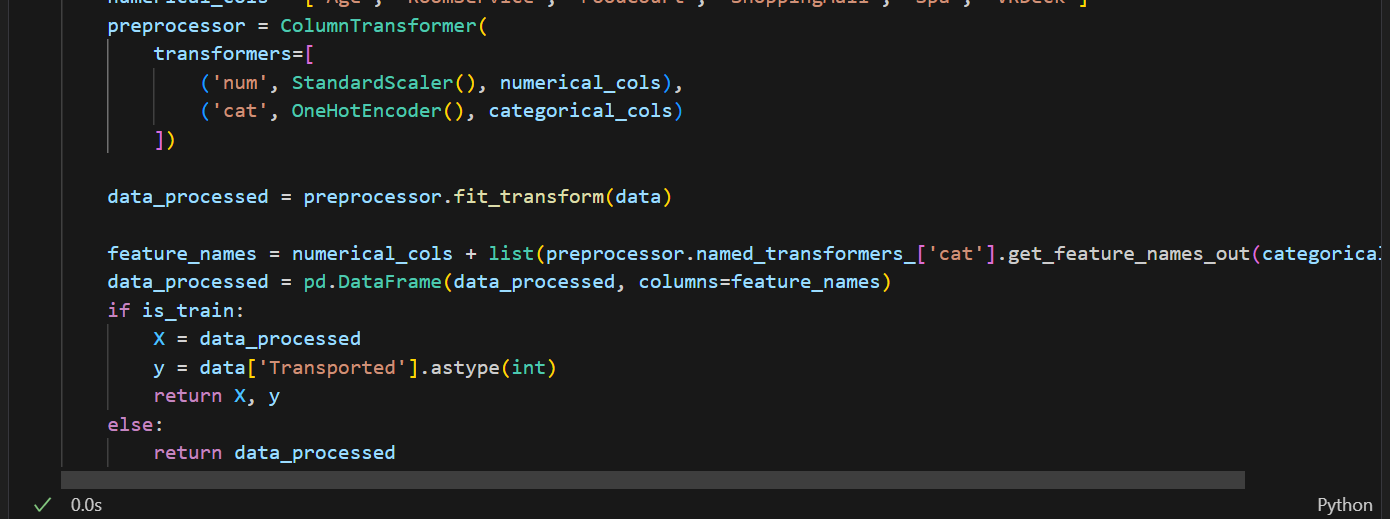 preprocessor = ColumnTransformer(
transformers=[
('num', StandardScaler(), numerical_cols),
('cat', OneHotEncoder(), categorical_cols)
])
data_processed = preprocessor.fit_transform(data)
feature_names = numerical_cols + list(preprocessor.named_transformers_['cat'].get_feature_names_out(categorical
data_processed = pd.DataFrame(data_processed, columns=feature_names)
if is_train:
X = data_processed
y = data['Transported'].astype(int)
return X, y
else:
return data_processed
0.0s
Python